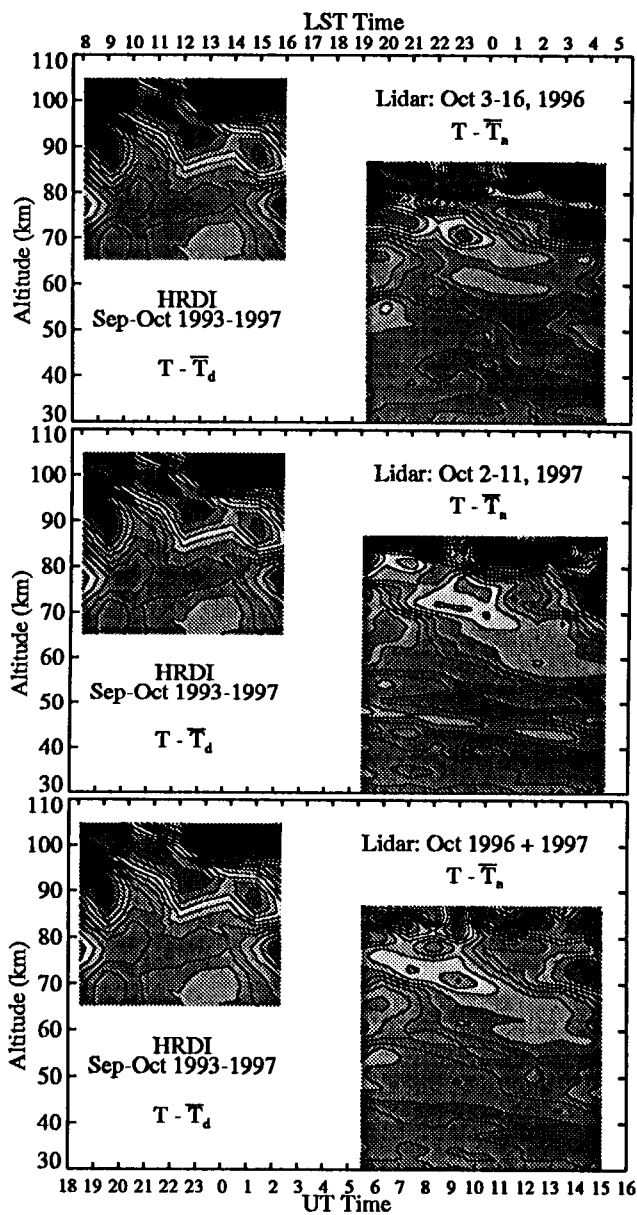 LST Time
8 9 10 11 12 13 14 15 16 17 18 19 20 21 22 23 0 1 2 3 4 5
110
100
90
80
70
60
50
40
30
Altitude (km)
HRDI
Sep-Oct 1993-1997
T - T̅d
Lidar: Oct 3-16, 1996
T - T̅n
110
100
90
80
70
60
50
40
30
Altitude (km)
HRDI
Sep-Oct 1993-1997
T - T̅d
Lidar: Oct 2-11, 1997
T - T̅n
110
100
90
80
70
60
50
40
30
Altitude (km)
HRDI
Sep-Oct 1993-1997
T - T̅d
Lidar: Oct 1996 + 1997
T - T̅n
18 19 20 21 22 23 0 1 2 3 4 5 6 7 8 9 10 11 12 13 14 15 16
UT Time